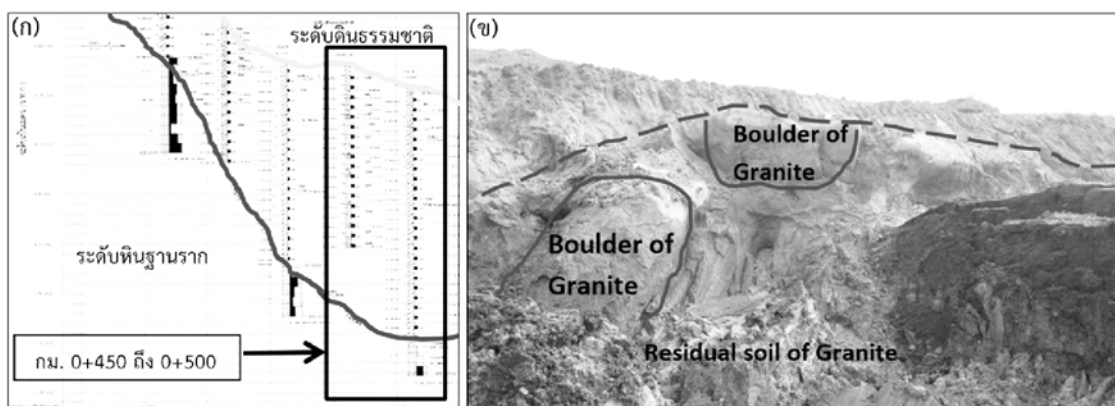 (ก)
ระดับดินธรรมชาติ
ระดับหินฐานราก
กม. 0+450 ถึง 0+500
(ข)
Boulder of
Granite
Boulder of
Granite
Residual soil of Granite